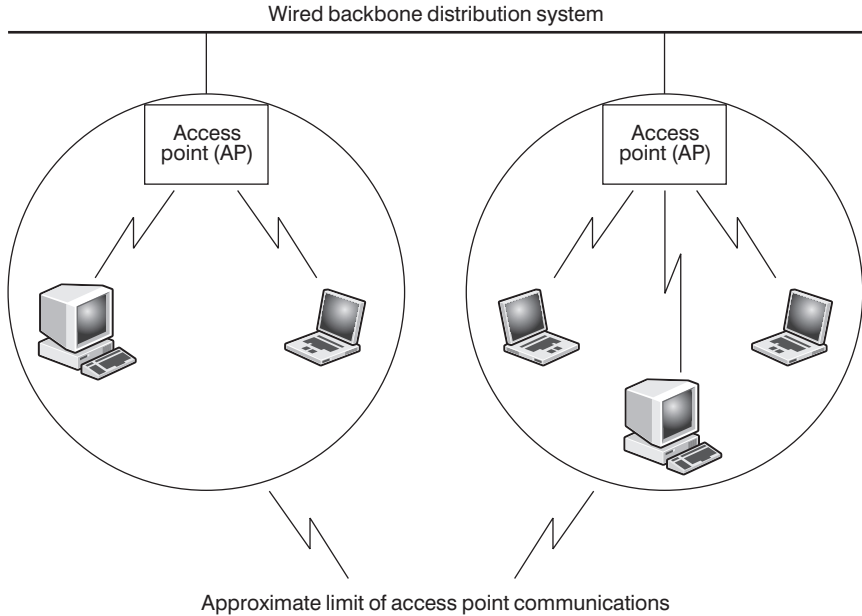 Wired backbone distribution system
Access
point (AP)
Access
point (AP)
Approximate limit of access point communications